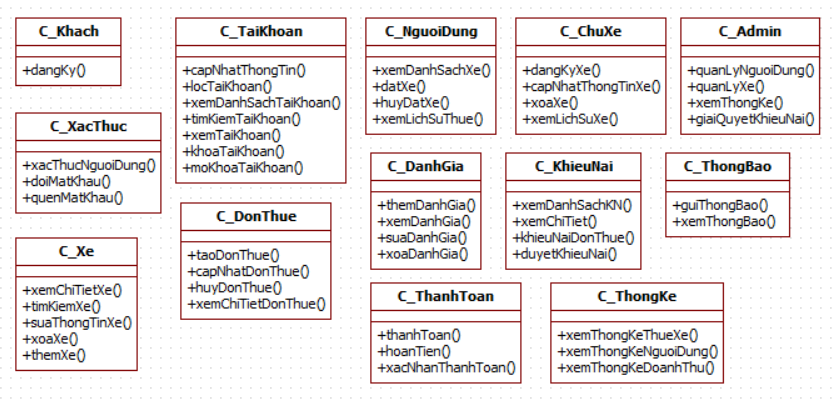 C_Khach
+dangKy()
C_TaiKhoan
+capNhatThongTin()
+locTaiKhoan()
+xemDanhSachTaiKhoan()
+timKiemTaiKhoan()
+xemTaiKhoan()
+khoaTaiKhoan()
+moKhoaTaiKhoan()
C_NguoiDung
+xemDanhSachXe()
+datXe()
+huyDatXe()
+xemLichSuThue()
C_ChuXe
+dangKyXe()
+capNhatThongTinXe()
+xoaXe()
+xemLichSuXe()
C_Admin
+quanLyNguoiDung()
+quanLyXe()
+xemThongKe()
+giaiQuyetKhieuNai()
C_XacThuc
+xacThucNguoiDung()
+doiMatKhau()
+quenMatKhau()
C_DanhGia
+themDanhGia()
+xemDanhGia()
+suaDanhGia()
+xoaDanhGia()
C_KhieuNai
+xemDanhSachKN()
+xemChiTiet()
+khieuNaiDonThue()
+duyetKhieuNai()
C_ThongBao
+guiThongBao()
+xemThongBao()
C_DonThue
+taoDonThue()
+capNhatDonThue()
+huyDonThue()
+xemChiTietDonThue()
C_Xe
+xemChiTietXe()
+timKiemXe()
+suaThongTinXe()
+xoaXe()
+themXe()
C_ThanhToan
+thanhToan()
+hoanTien()
+xacNhanThanhToan()
C_ThongKe
+xemThongKeThueXe()
+xemThongKeNguoiDung()
+xemThongKeDoanhThu()